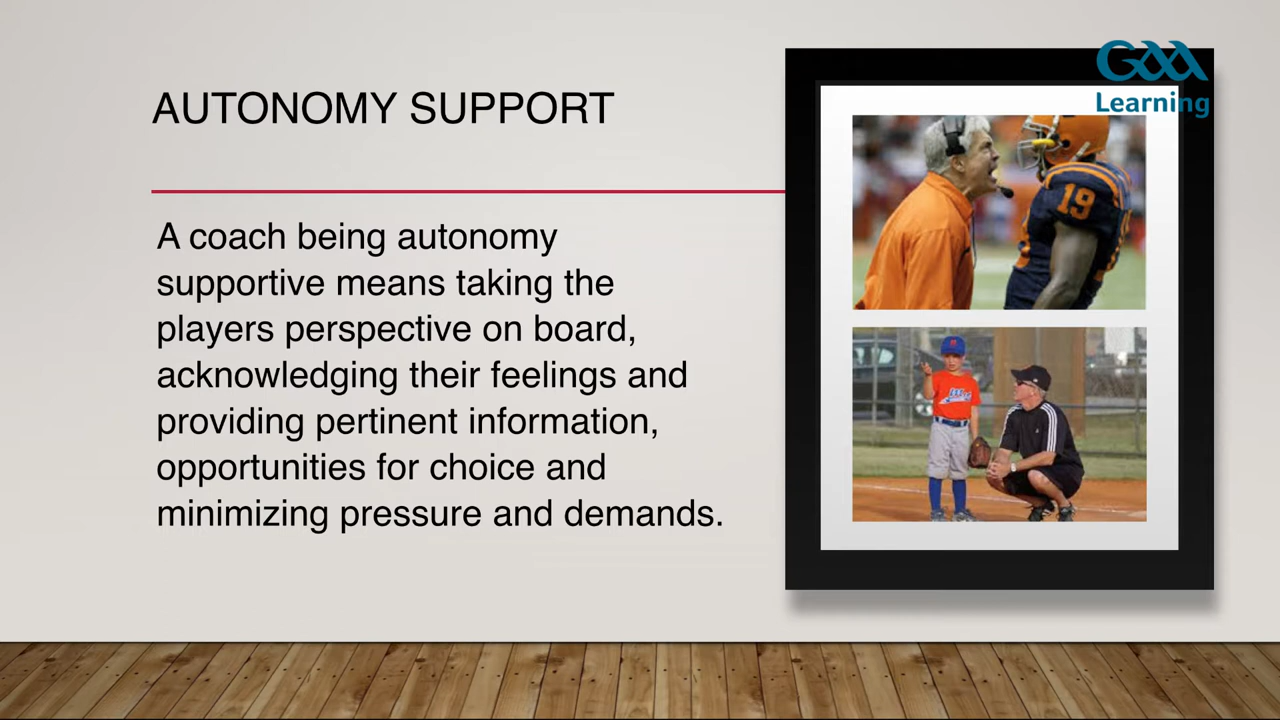 AUTONOMY SUPPORT
A coach being autonomy
supportive means taking the
players perspective on board,
acknowledging their feelings and
providing pertinent information,
opportunities for choice and
minimizing pressure and demands.
GAA
Learning
19